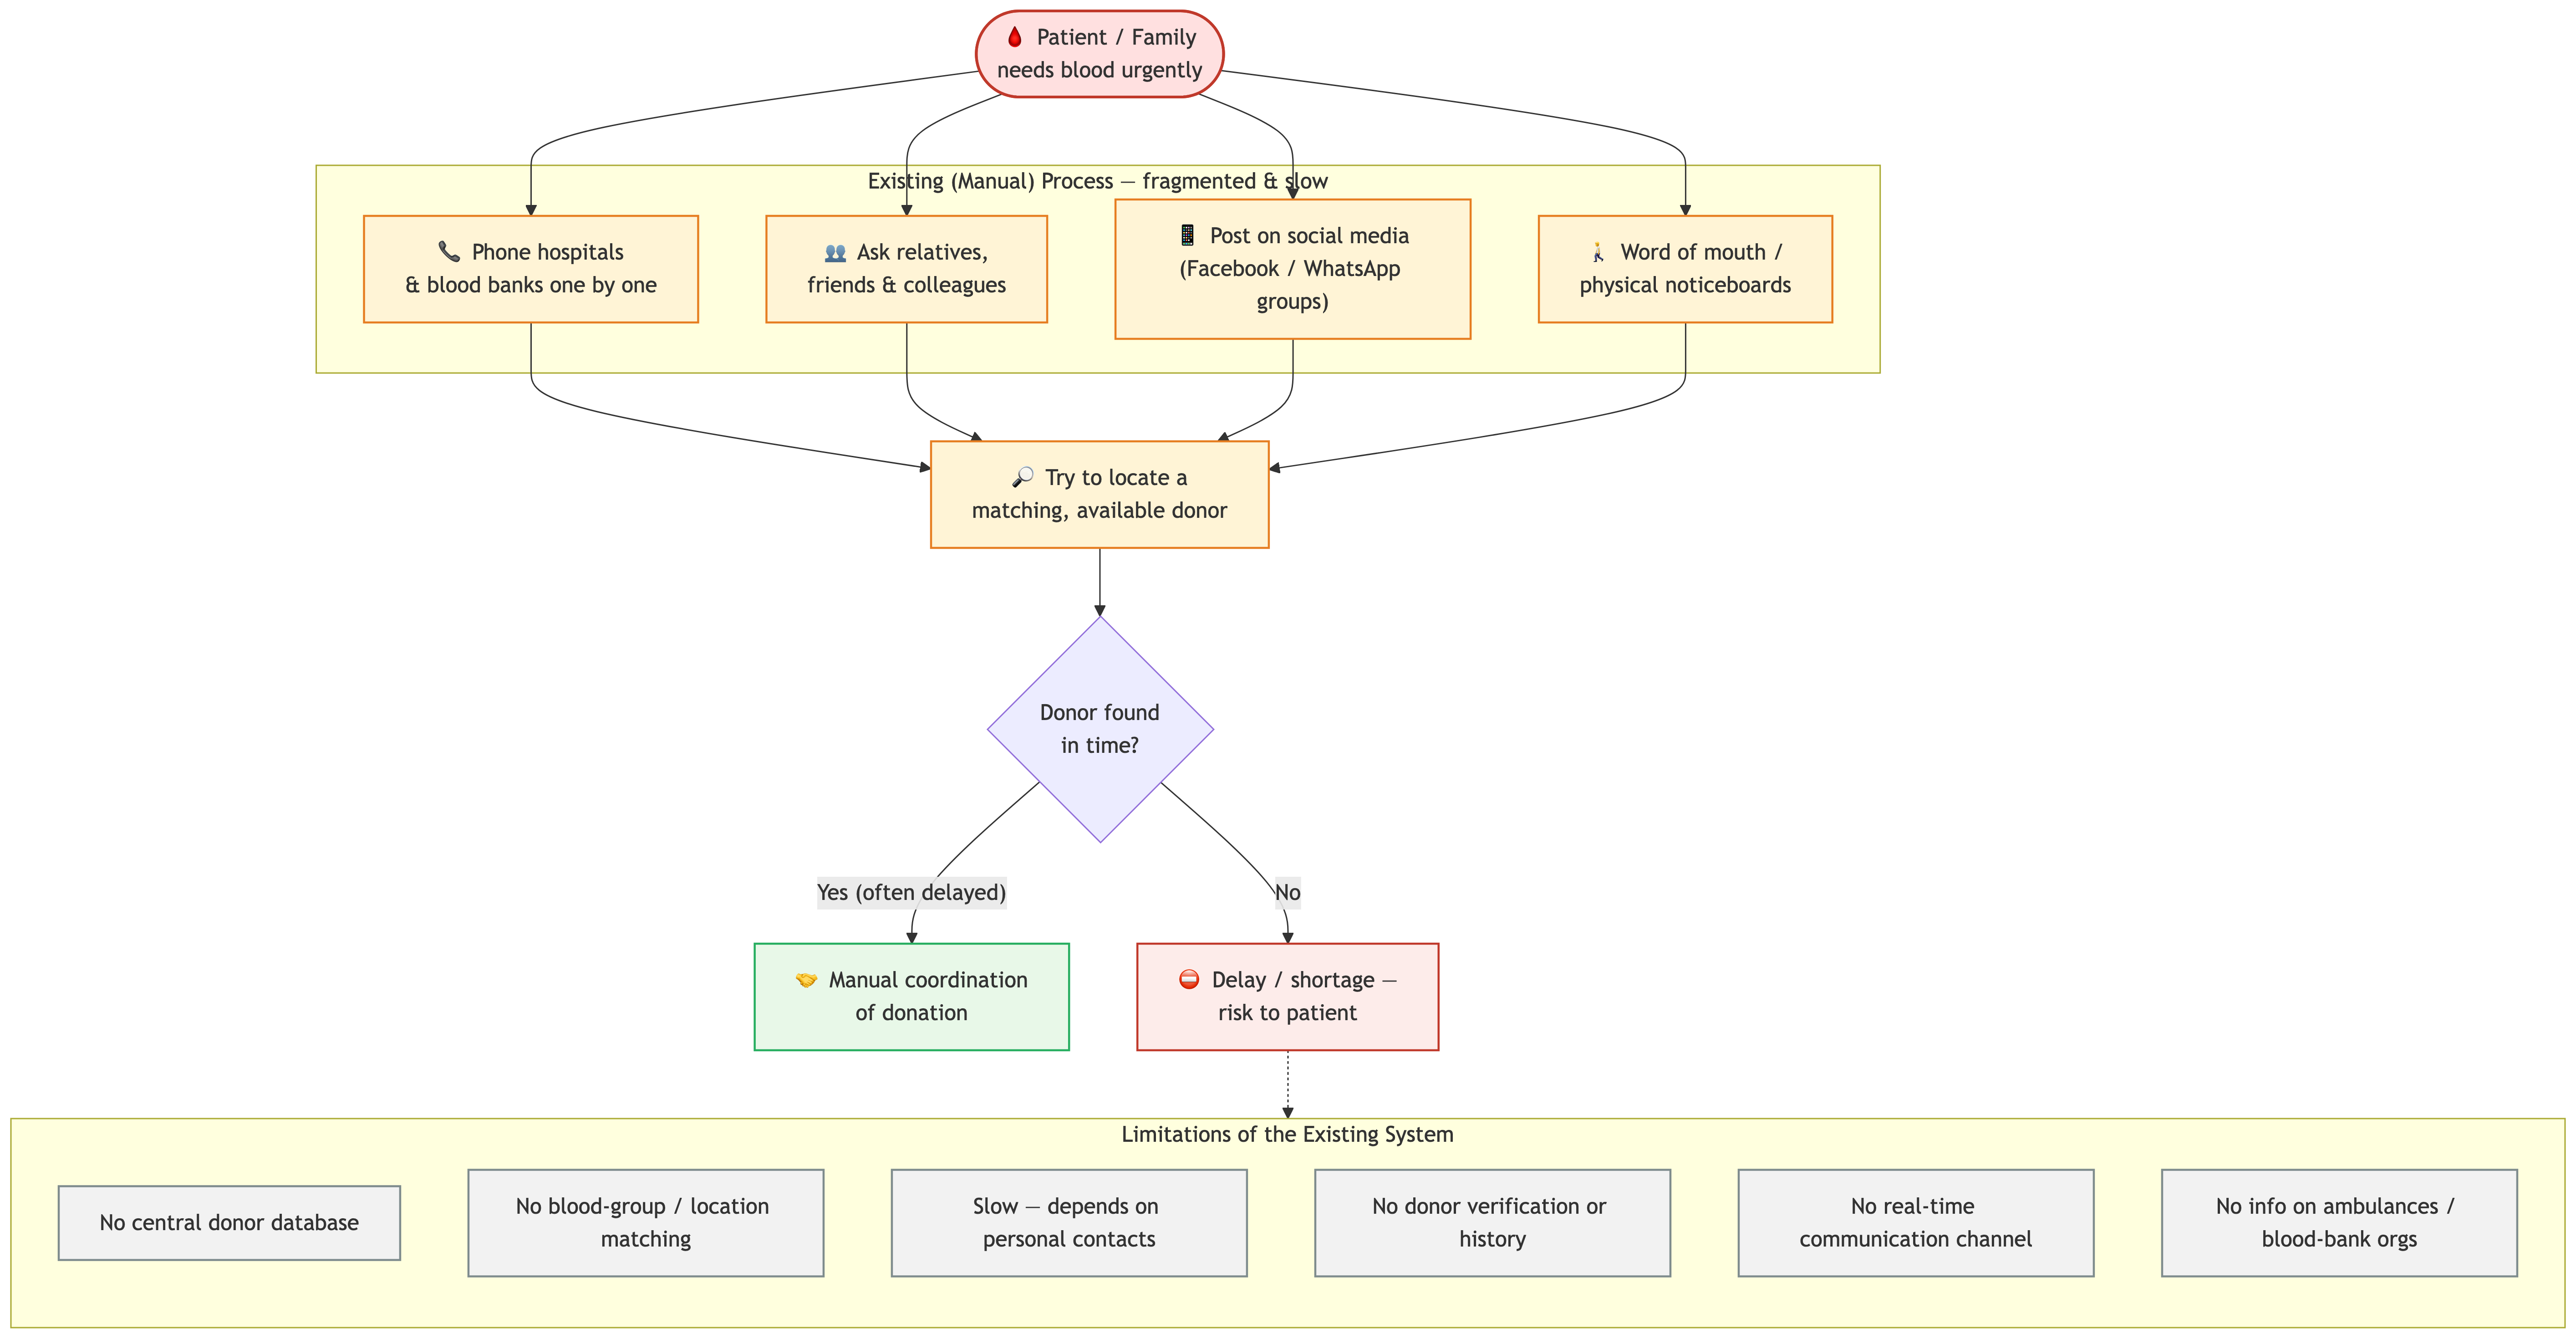 🩸 Patient / Family
needs blood urgently
Existing (Manual) Process — fragmented & slow
📞 Phone hospitals
& blood banks one by one
👥 Ask relatives,
friends & colleagues
📱 Post on social media
(Facebook / WhatsApp
groups)
🚶 Word of mouth /
physical noticeboards
🔎 Try to locate a
matching, available donor
Donor found
in time?
Yes (often delayed)
No
🤝 Manual coordination
of donation
⛔ Delay / shortage —
risk to patient
Limitations of the Existing System
No central donor database
No blood-group / location
matching
Slow — depends on
personal contacts
No donor verification or
history
No real-time
communication channel
No info on ambulances /
blood-bank orgs